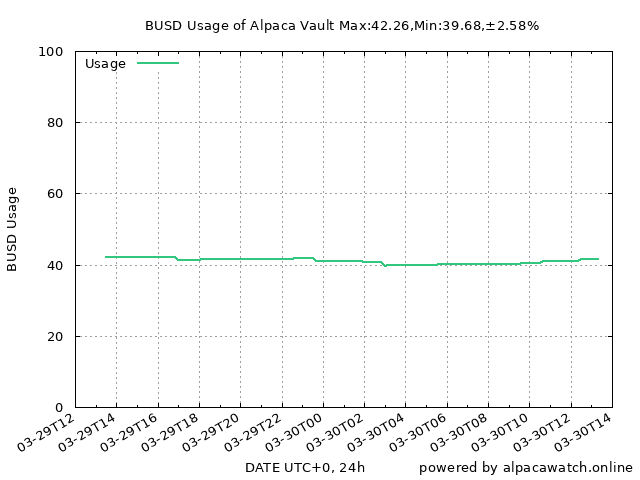 BUSD Usage of Alpaca Vault Max:42.26,Min:39.68,±2.58%
100
Usage
80
60
BUSD Usage
40
20
0
03-29T12
03-29T14
03-29T16
03-29T18
03-29T20
03-29T22
03-30T00
03-30T02
03-30T04
03-30T06
03-30T08
03-30T10
03-30T12
03-30T14
DATE UTC+0, 24h
powered by alpacawatch.online